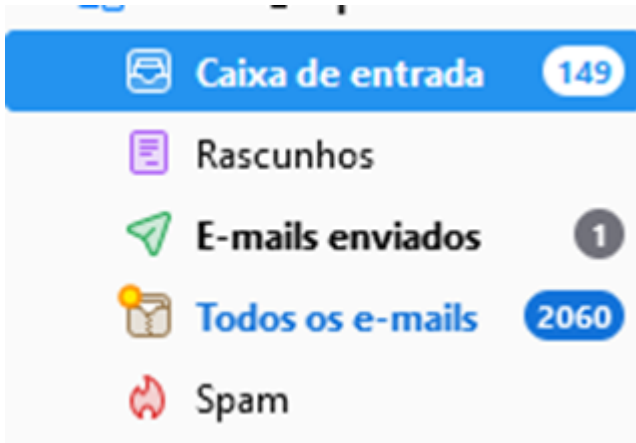 Caixa de entrada 149
Rascunhos
E-mails enviados 1
Todos os e-mails 2060
Spam